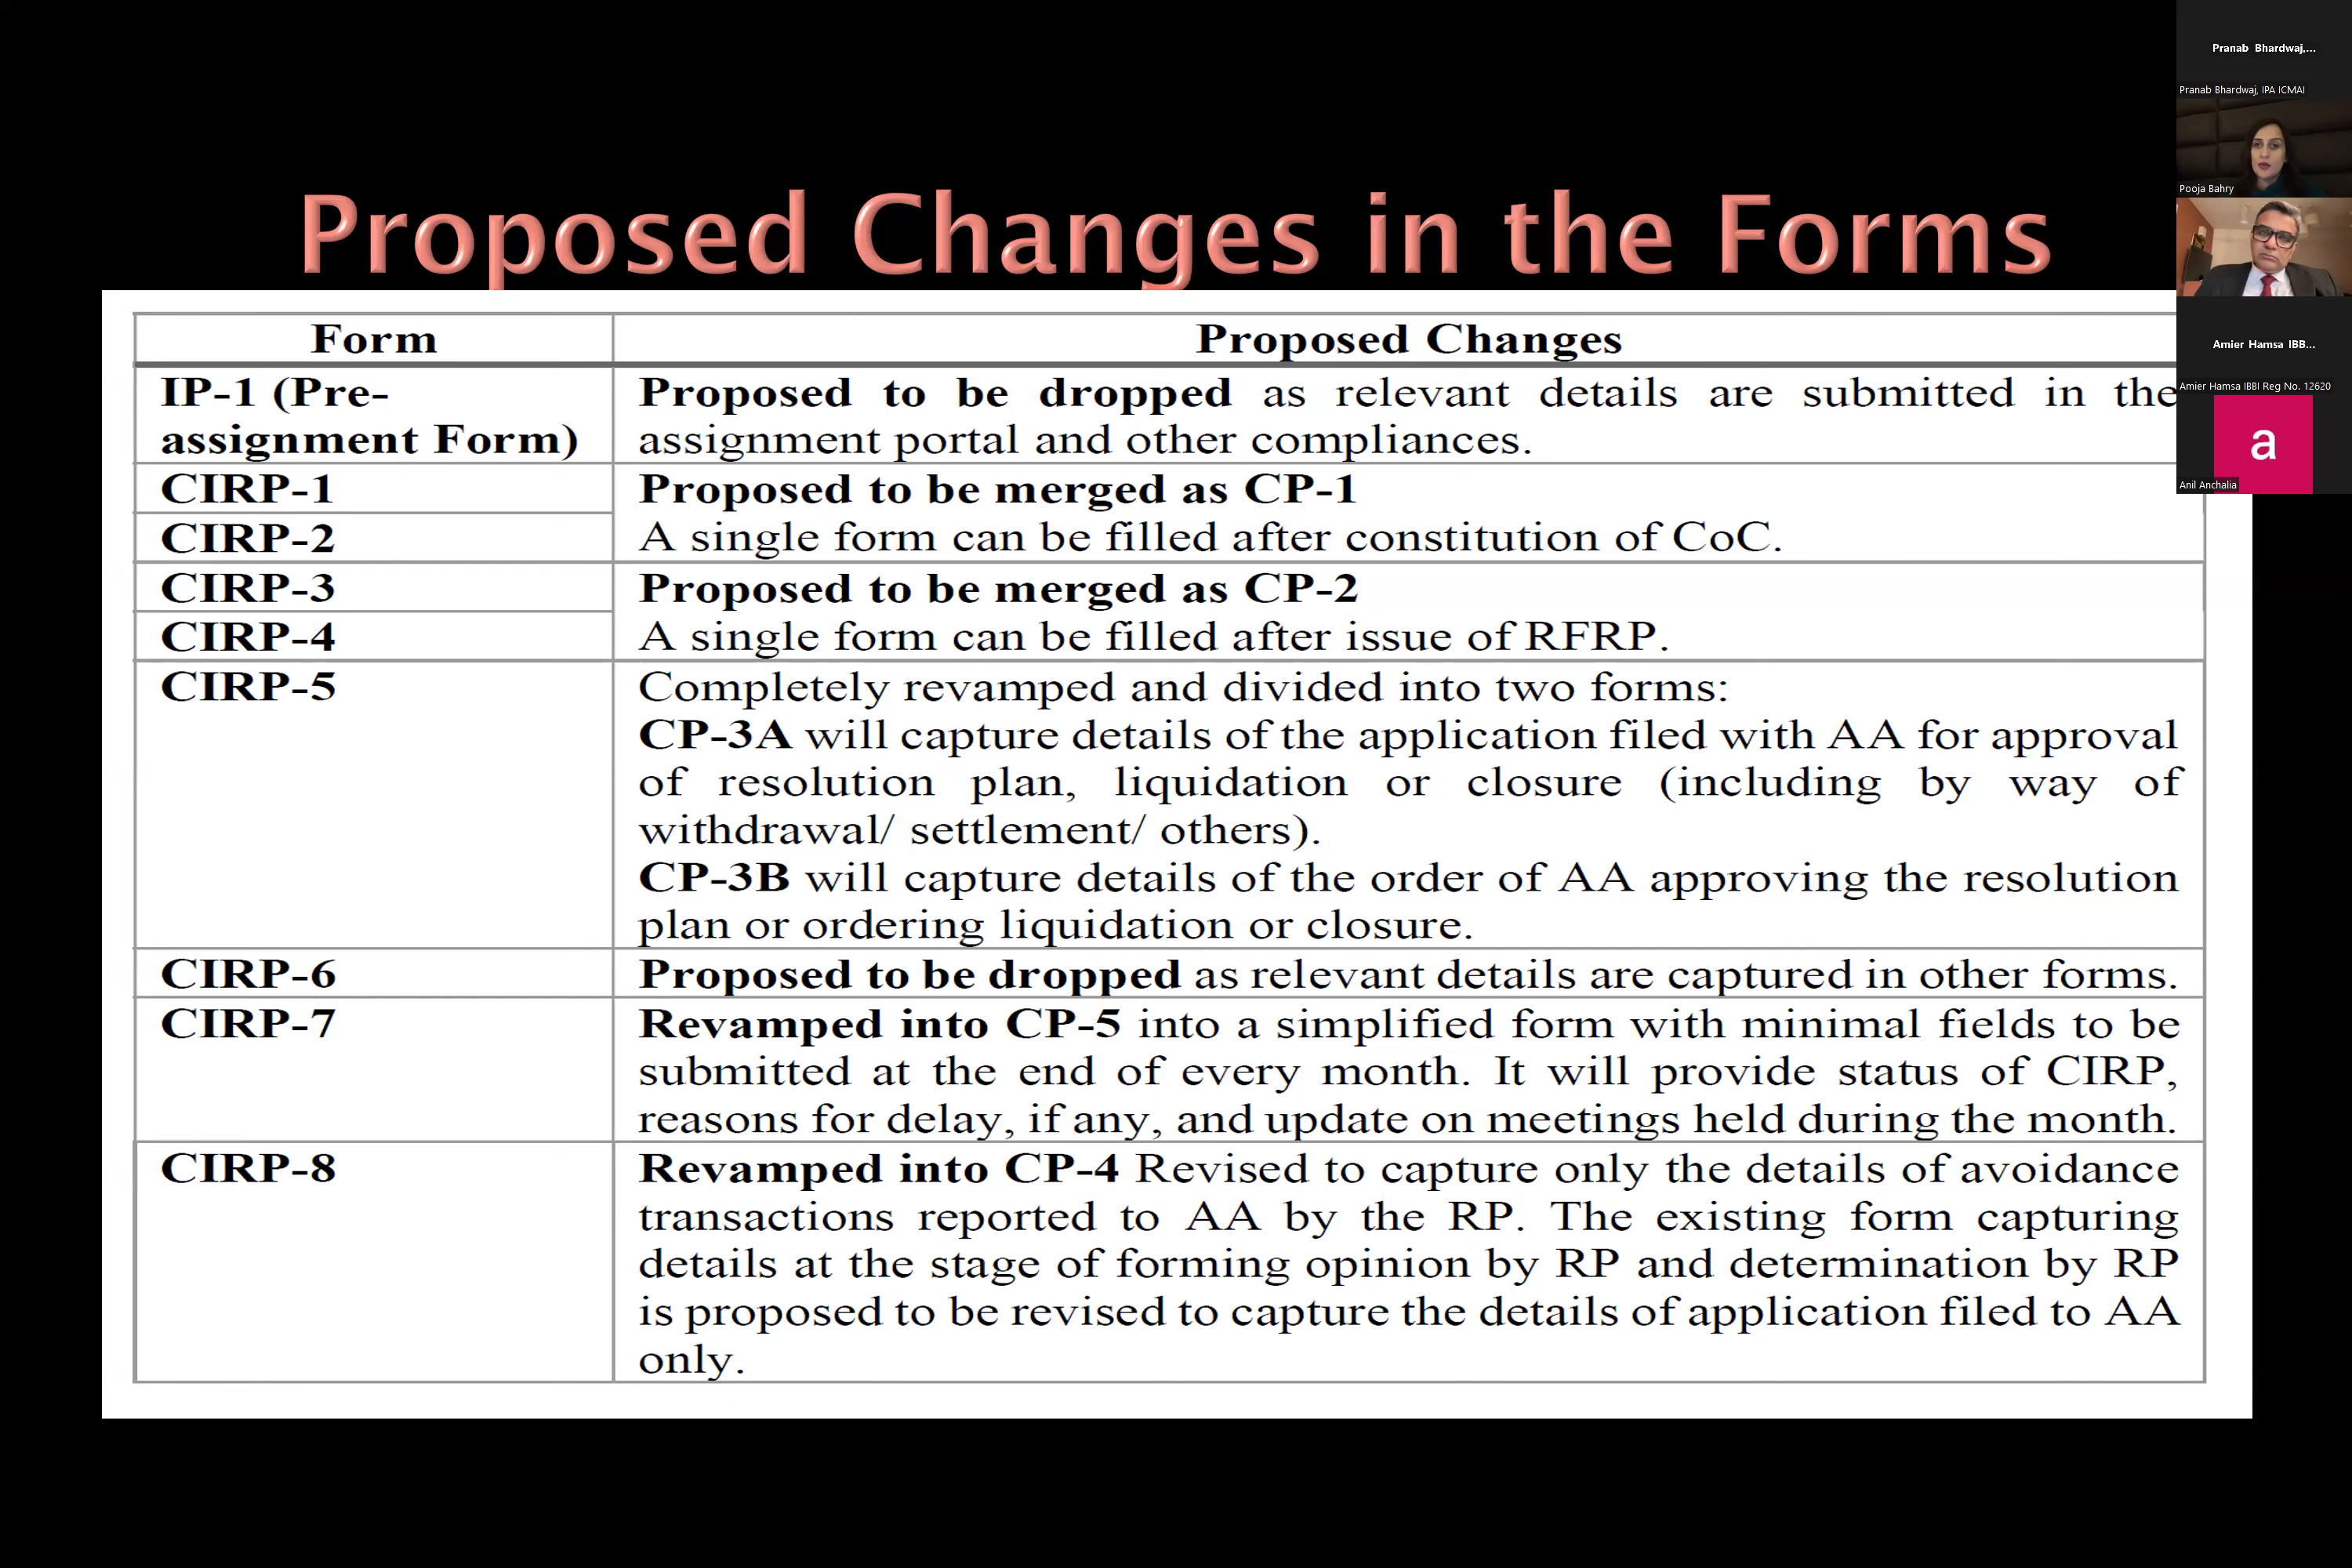 Proposed Changes in the Forms
Form
Proposed Changes
IP-1 (Pre-
assignment Form)
Proposed to be dropped as relevant details are submitted in the
assignment portal and other compliances.
CIRP-1
CIRP-2
Proposed to be merged as CP-1
A single form can be filled after constitution of CoC.
CIRP-3
CIRP-4
Proposed to be merged as CP-2
A single form can be filled after issue of RFRP.
CIRP-5
Completely revamped and divided into two forms:
CP-3A will capture details of the application filed with AA for approval
of resolution plan, liquidation or closure (including by way of
withdrawal/ settlement/ others).
CP-3B will capture details of the order of AA approving the resolution
plan or ordering liquidation or closure.
CIRP-6
Proposed to be dropped as relevant details are captured in other forms.
CIRP-7
Revamped into CP-5 into a simplified form with minimal fields to be
submitted at the end of every month. It will provide status of CIRP,
reasons for delay, if any, and update on meetings held during the month.
CIRP-8
Revamped into CP-4 Revised to capture only the details of avoidance
transactions reported to AA by the RP. The existing form capturing
details at the stage of forming opinion by RP and determination by RP
is proposed to be revised to capture the details of application filed to AA
only.
Pranab Bhardwaj,...
Pranab Bhardwaj, IPA ICMAI
Pooja Bahry
Amier Hamsa IBB...
Amier Hamsa IBBI Reg No. 12620
a
Anil Anchalia